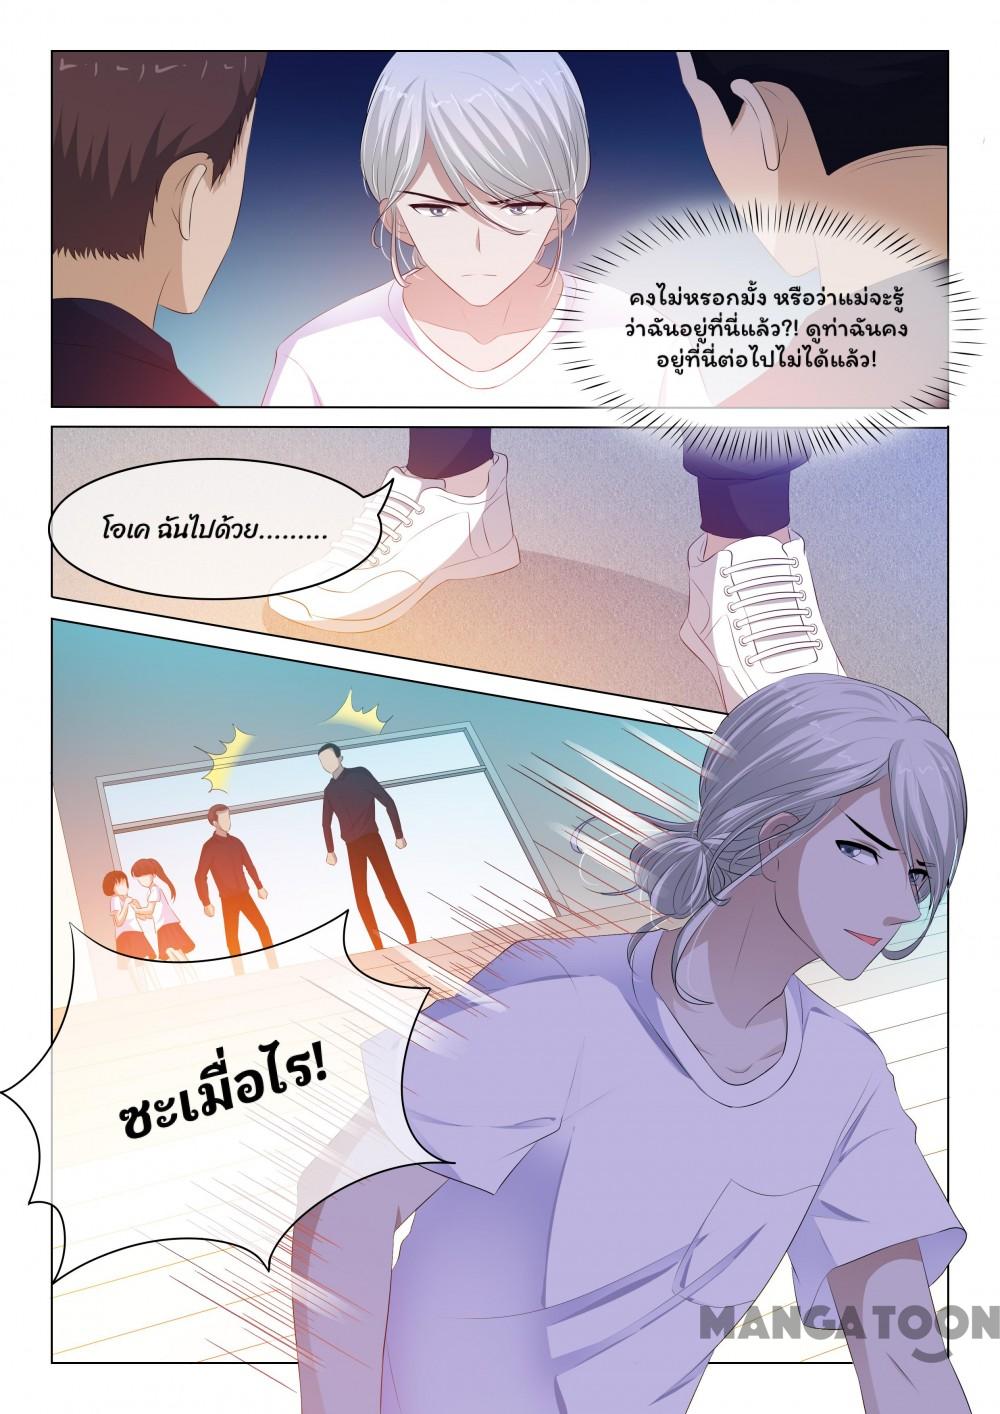 คงไม่หรอกมั้ง หรือว่าแม่จะรู้
ว่าฉันอยู่ที่นี่แล้ว?! ดูท่าฉันคง
อยู่ที่นี่ต่อไปไม่ได้แล้ว!
โอเค ฉันไปด้วย.........
ซะเมื่อไร!
MANGATOON